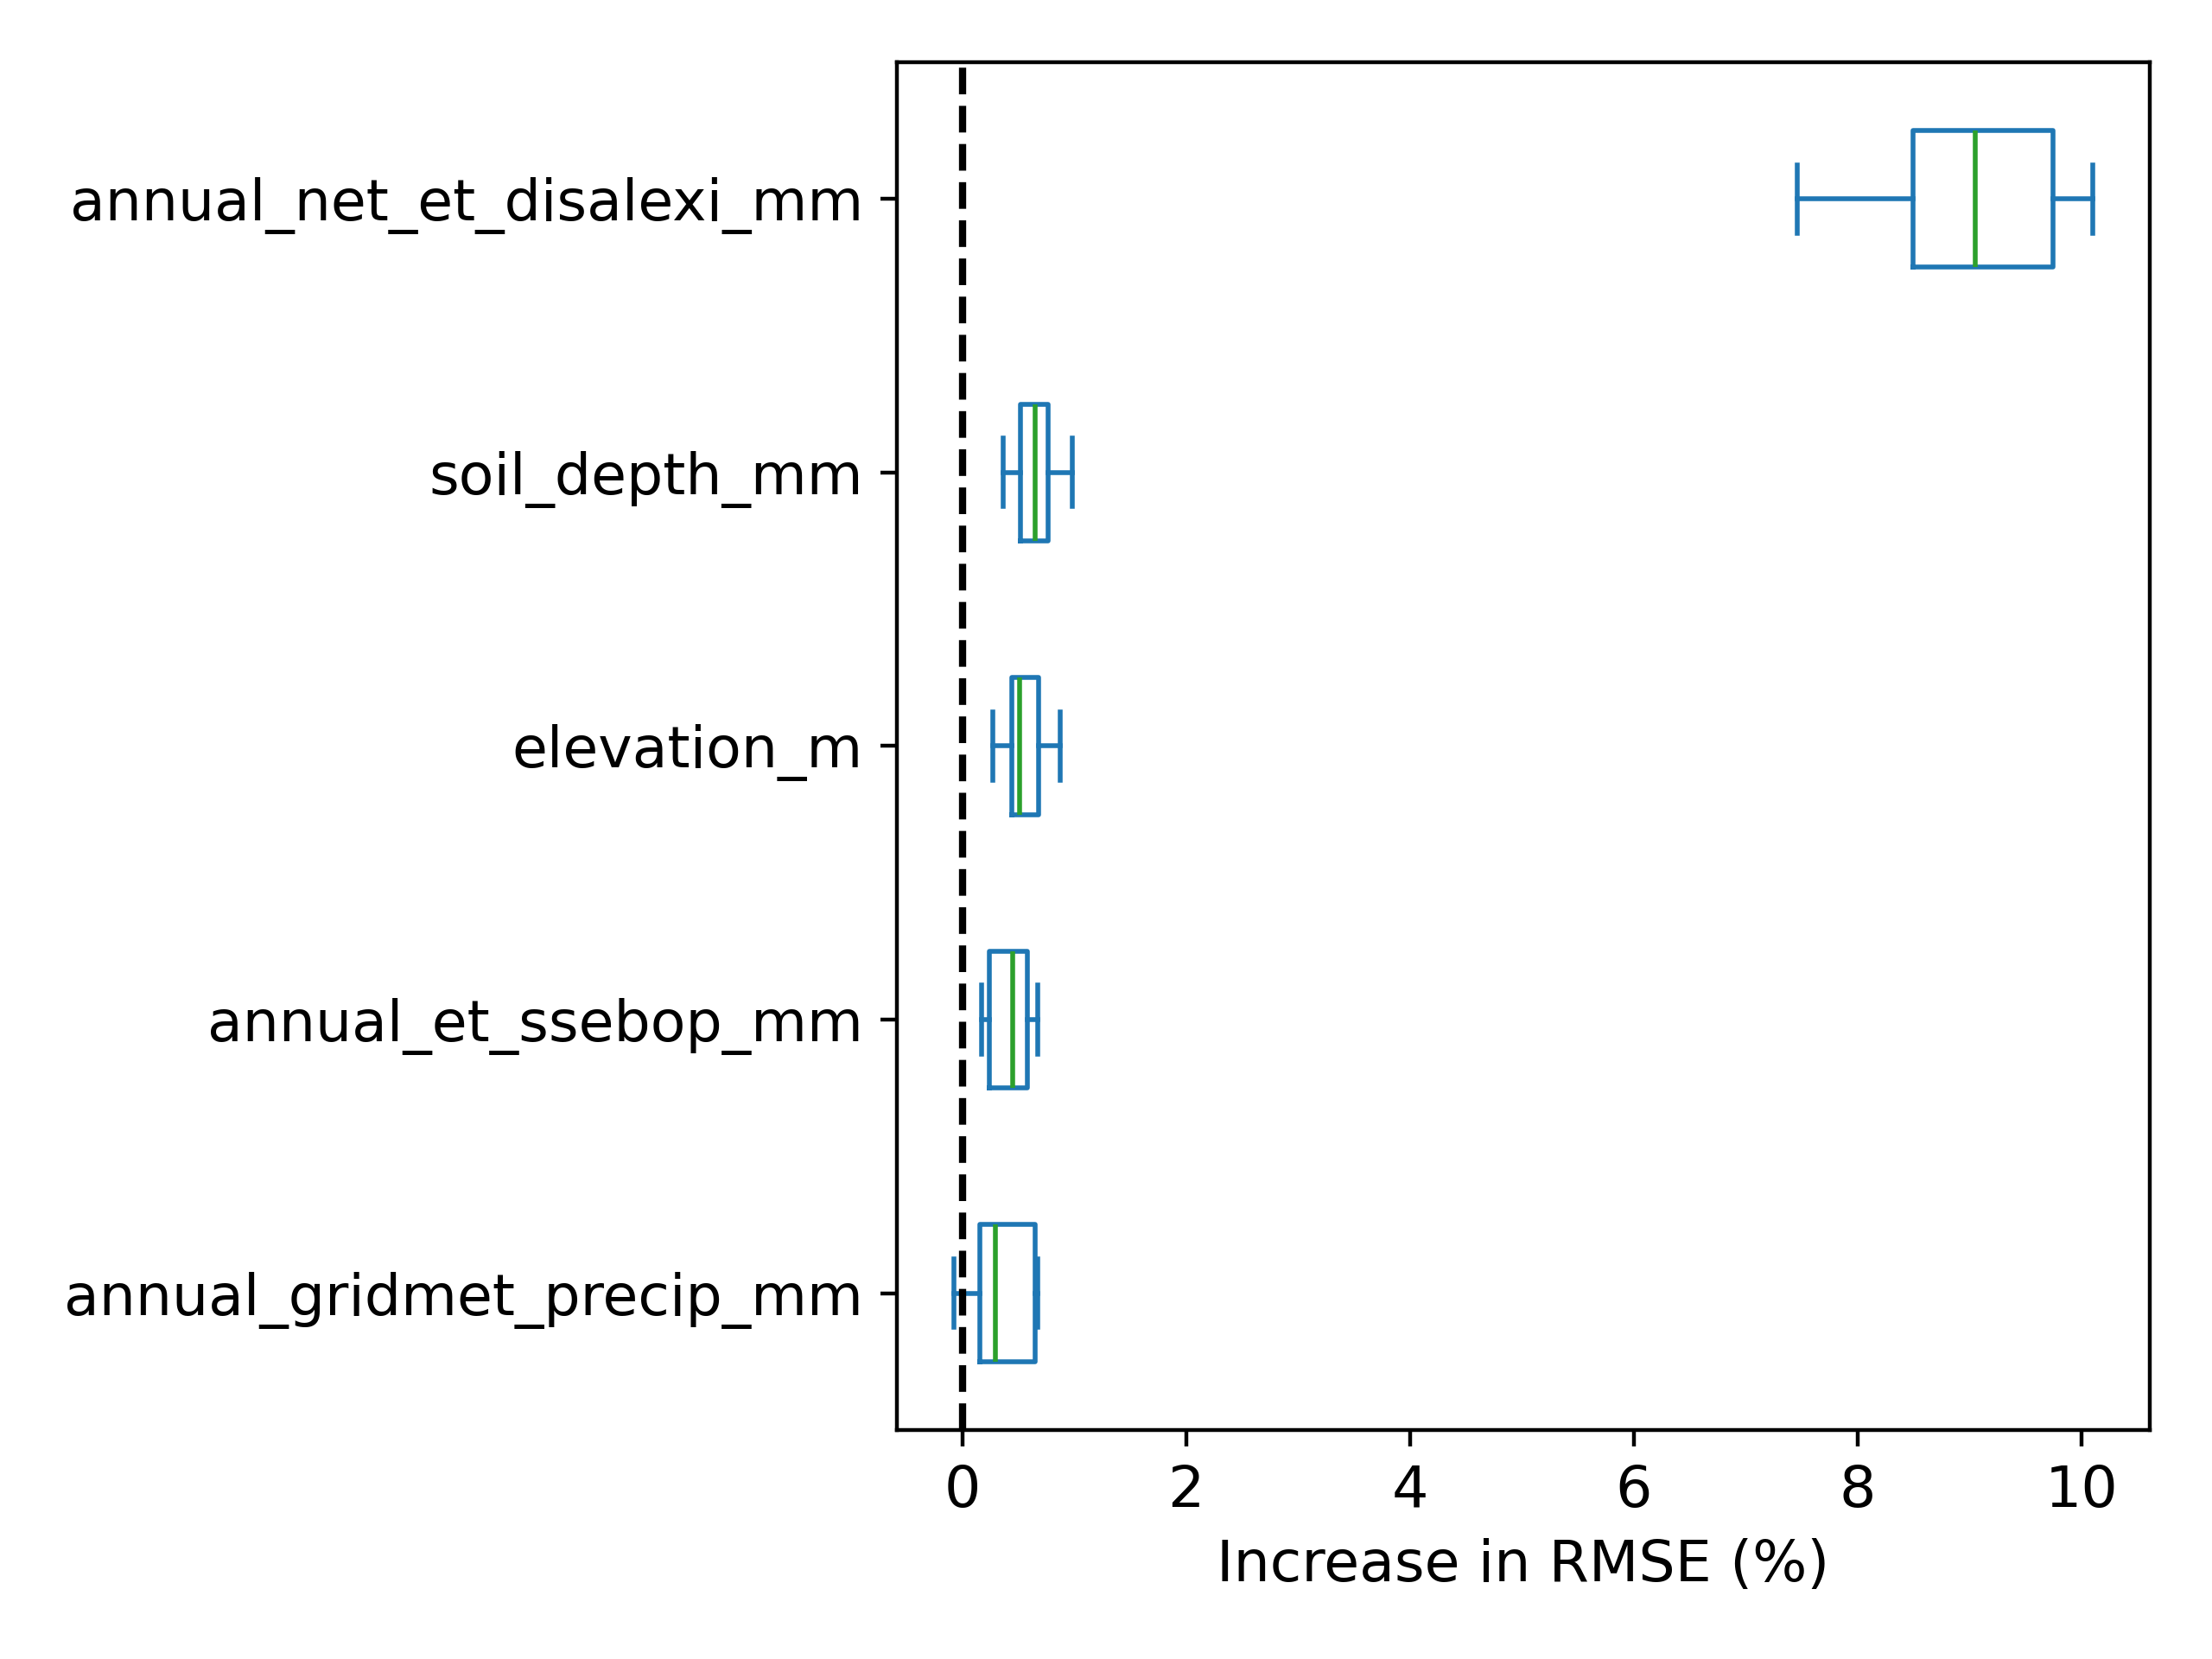 annual_net_et_disalexi_mm
soil_depth_mm
elevation_m
annual_et_ssebop_mm
annual_gridmet_precip_mm
0 2 4 6 8 10
Increase in RMSE (%)